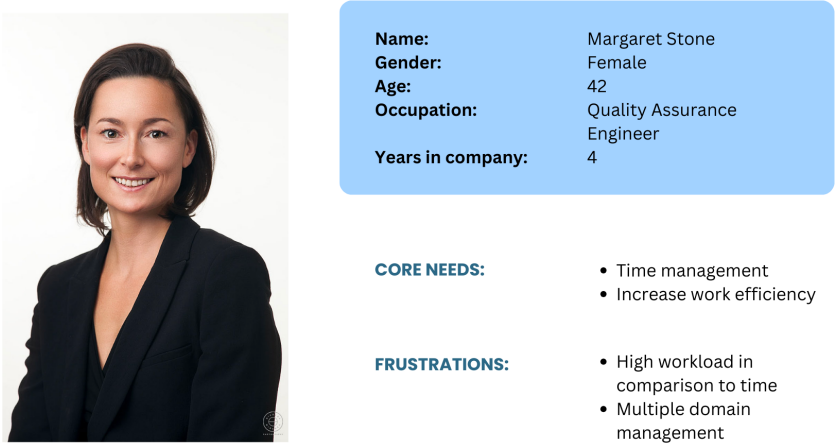 Name: Margaret Stone
Gender: Female
Age: 42
Occupation: Quality Assurance
Engineer
Years in company: 4
CORE NEEDS:
• Time management
• Increase work efficiency
FRUSTRATIONS:
• High workload in
comparison to time
• Multiple domain
management